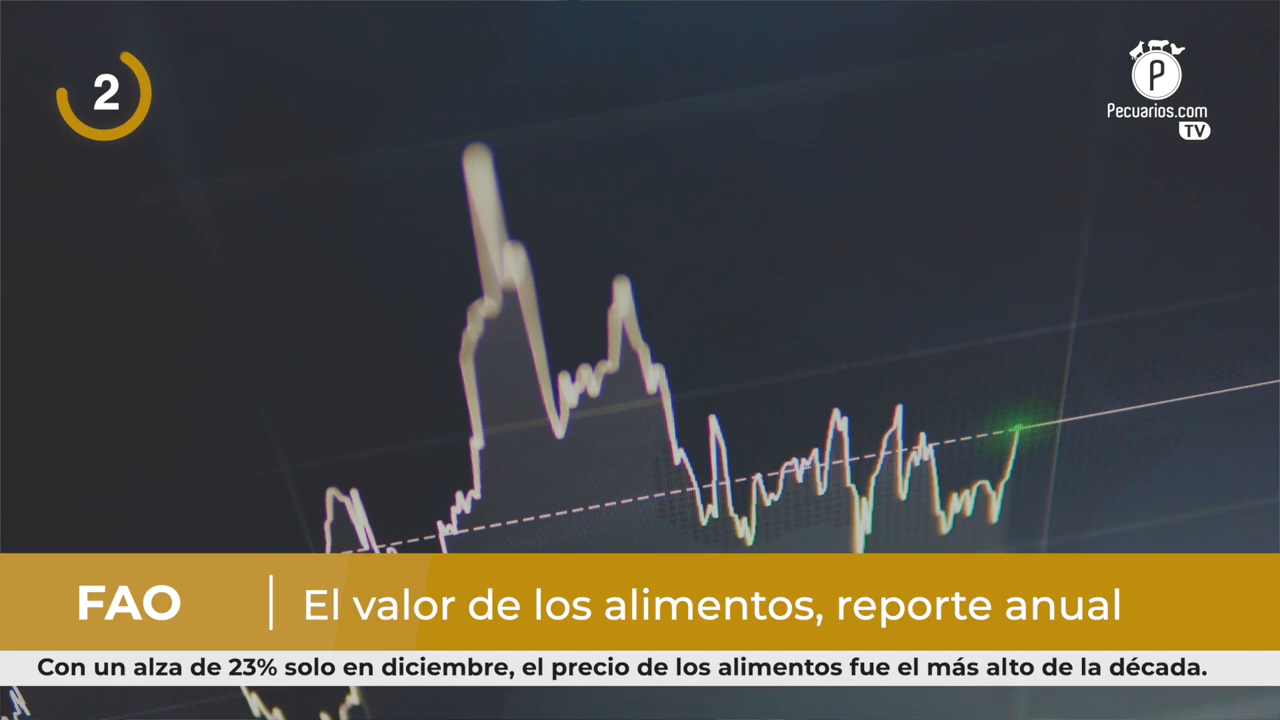 2
P
Pecuarios.com
TV
FAO
El valor de los alimentos, reporte anual
Con un alza de 23% solo en diciembre, el precio de los alimentos fue el más alto de la década.